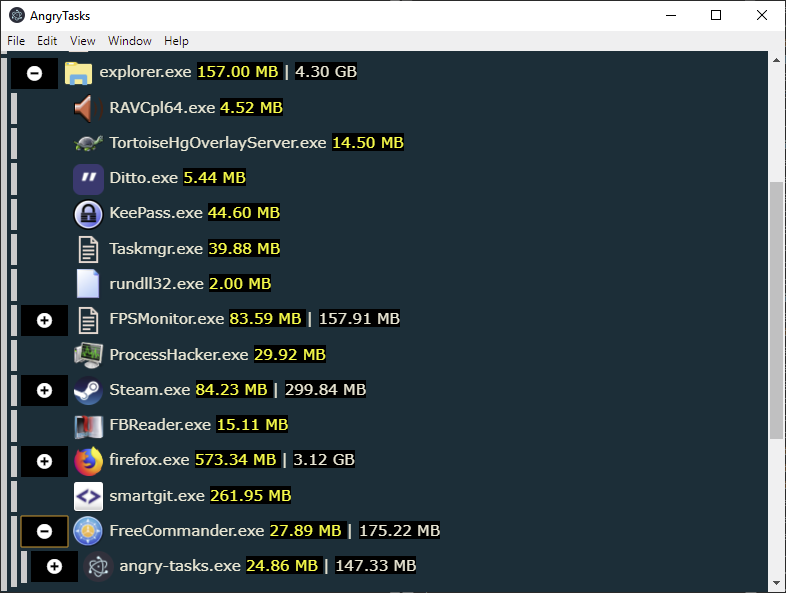 AngryTasks
File Edit View Window Help
explorer.exe 157.00 MB | 4.30 GB
RAVCpl64.exe 4.52 MB
TortoiseHgOverlayServer.exe 14.50 MB
Ditto.exe 5.44 MB
KeePass.exe 44.60 MB
Taskmgr.exe 39.88 MB
rundll32.exe 2.00 MB
FPSMonitor.exe 83.59 MB | 157.91 MB
ProcessHacker.exe 29.92 MB
Steam.exe 84.23 MB | 299.84 MB
FBReader.exe 15.11 MB
firefox.exe 573.34 MB | 3.12 GB
smartgit.exe 261.95 MB
FreeCommander.exe 27.89 MB | 175.22 MB
angry-tasks.exe 24.86 MB | 147.33 MB